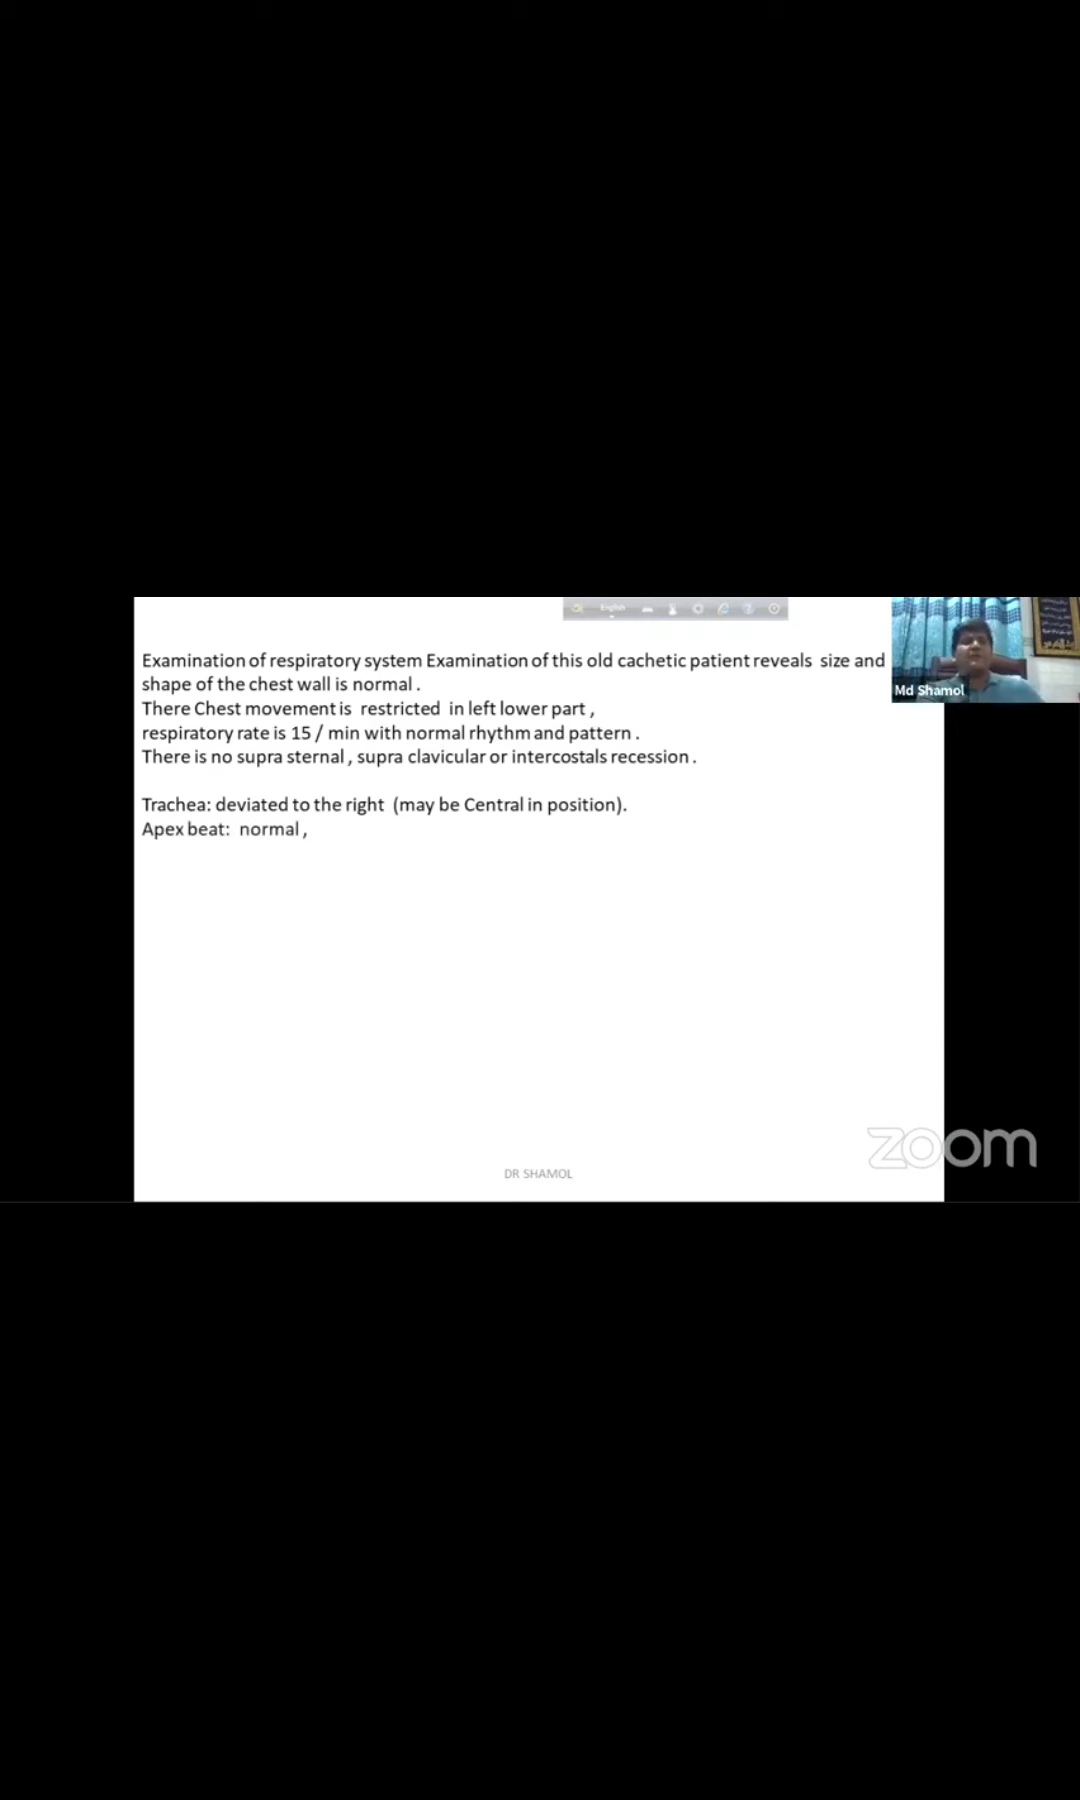 English
Examination of respiratory system Examination of this old cachetic patient reveals size and
shape of the chest wall is normal .
There Chest movement is restricted in left lower part ,
respiratory rate is 15 / min with normal rhythm and pattern .
There is no supra sternal , supra clavicular or intercostals recession .
Trachea: deviated to the right (may be Central in position).
Apex beat: normal ,
Md Shamol
zoom
DR SHAMOL